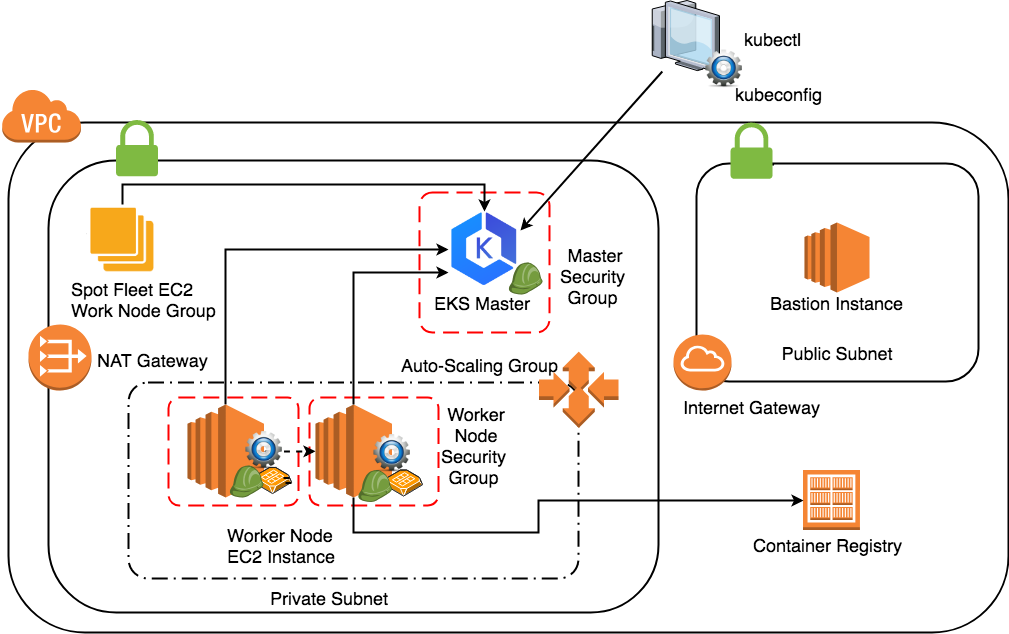 kubectl
kubeconfig
VPC
Spot Fleet EC2
Work Node Group
K
EKS Master
Master
Security
Group
Bastion Instance
Public Subnet
NAT Gateway
Auto-Scaling Group
Internet Gateway
Worker
Node
Security
Group
Worker Node
EC2 Instance
Container Registry
Private Subnet